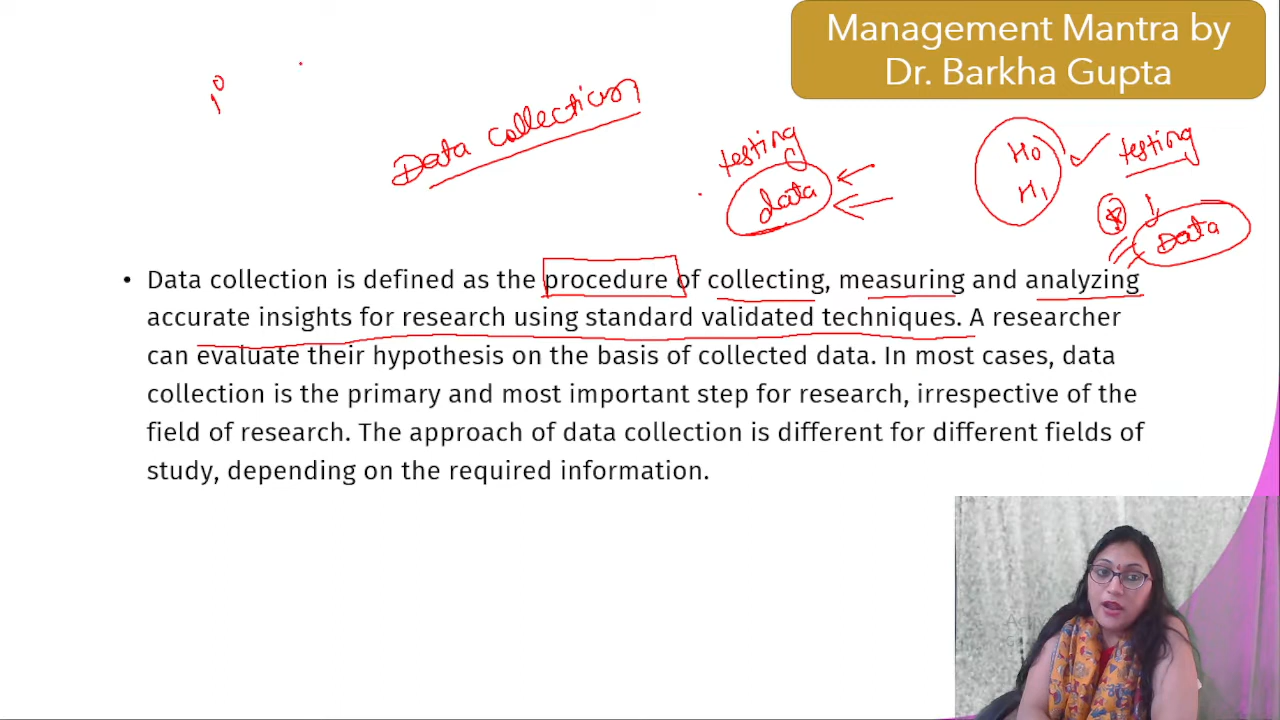 Management Mantra by
Dr. Barkha Gupta
Data collection
testing
data
H0
H1
testing
Data
• Data collection is defined as the procedure of collecting, measuring and analyzing
accurate insights for research using standard validated techniques. A researcher
can evaluate their hypothesis on the basis of collected data. In most cases, data
collection is the primary and most important step for research, irrespective of the
field of research. The approach of data collection is different for different fields of
study, depending on the required information.